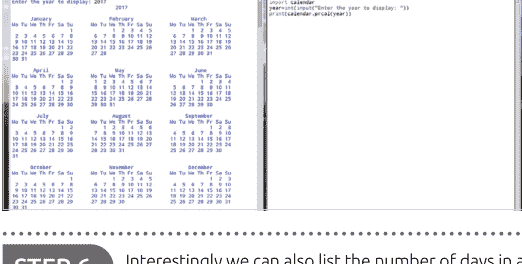 Enter the year to display: 2017
2017
January February March
Mo Tu We Th Fr Sa Su Mo Tu We Th Fr Sa Su Mo Tu We Th Fr Sa Su
1 1 2 3 4 5 1 2 3 4 5
2 3 4 5 6 7 8 6 7 8 9 10 11 12 6 7 8 9 10 11 12
9 10 11 12 13 14 15 13 14 15 16 17 18 19 13 14 15 16 17 18 19
16 17 18 19 20 21 22 20 21 22 23 24 25 26 20 21 22 23 24 25 26
23 24 25 26 27 28 29 27 28 27 28 29 30 31
30 31
April May June
Mo Tu We Th Fr Sa Su Mo Tu We Th Fr Sa Su Mo Tu We Th Fr Sa Su
1 2 1 2 3 4 5 6 7 1 2 3 4
3 4 5 6 7 8 9 8 9 10 11 12 13 14 5 6 7 8 9 10 11
10 11 12 13 14 15 16 15 16 17 18 19 20 21 12 13 14 15 16 17 18
17 18 19 20 21 22 23 22 23 24 25 26 27 28 19 20 21 22 23 24 25
24 25 26 27 28 29 30 29 30 31 26 27 28 29 30
July August September
Mo Tu We Th Fr Sa Su Mo Tu We Th Fr Sa Su Mo Tu We Th Fr Sa Su
1 2 1 2 3 4 5 6 1 2 3
3 4 5 6 7 8 9 7 8 9 10 11 12 13 4 5 6 7 8 9 10
10 11 12 13 14 15 16 14 15 16 17 18 19 20 11 12 13 14 15 16 17
17 18 19 20 21 22 23 21 22 23 24 25 26 27 18 19 20 21 22 23 24
24 25 26 27 28 29 30 28 29 30 31 25 26 27 28 29 30
31
October November December
Mo Tu We Th Fr Sa Su Mo Tu We Th Fr Sa Su Mo Tu We Th Fr Sa Su
1 1 2 3 4 5 1 2 3
2 3 4 5 6 7 8 6 7 8 9 10 11 12 4 5 6 7 8 9 10
9 10 11 12 13 14 15 13 14 15 16 17 18 19 11 12 13 14 15 16 17
16 17 18 19 20 21 22 20 21 22 23 24 25 26 18 19 20 21 22 23 24
23 24 25 26 27 28 29 27 28 29 30 25 26 27 28 29 30 31
30 31
import calendar
year=int(input("Enter the year to display: "))
print(calendar.prcal(year))
STEP 6 Interestingly we can also list the number of days in a